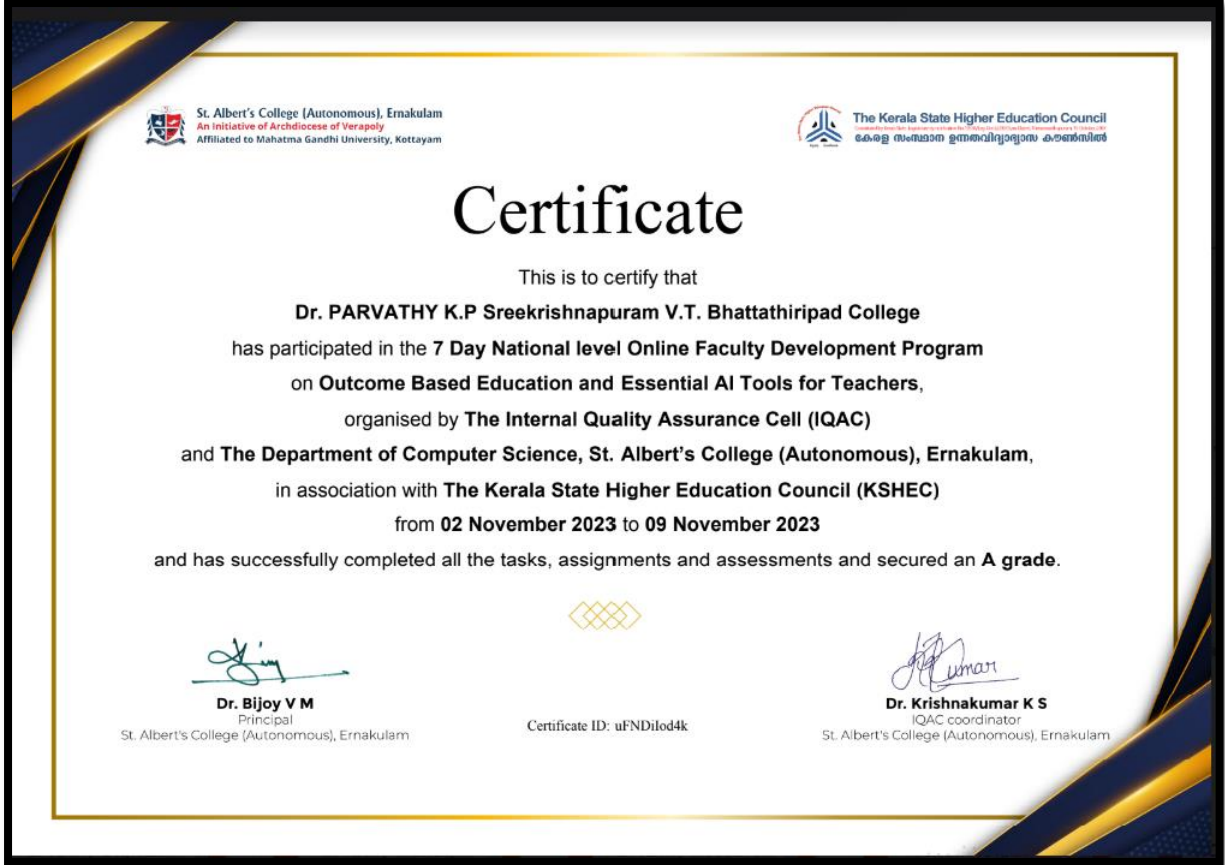 St. Albert's College (Autonomous), Ernakulam
An Initiative of Archdiocese of Verapoly
Affiliated to Mahatma Gandhi University, Kottayam
The Kerala State Higher Education Council
കേരള സംസ്ഥാന ഉന്നതവിദ്യാഭ്യാസ കൗൺസിൽ
Certificate
This is to certify that
Dr. PARVATHY K.P Sreekrishnapuram V.T. Bhattathiripad College
has participated in the 7 Day National level Online Faculty Development Program
on Outcome Based Education and Essential AI Tools for Teachers,
organised by The Internal Quality Assurance Cell (IQAC)
and The Department of Computer Science, St. Albert's College (Autonomous), Ernakulam,
in association with The Kerala State Higher Education Council (KSHEC)
from 02 November 2023 to 09 November 2023
and has successfully completed all the tasks, assignments and assessments and secured an A grade.
Dr. Bijoy V M
Principal
St. Albert's College (Autonomous), Ernakulam
Certificate ID: uFNDiIod4k
Dr. Krishnakumar K S
IQAC coordinator
St. Albert's College (Autonomous), Ernakulam